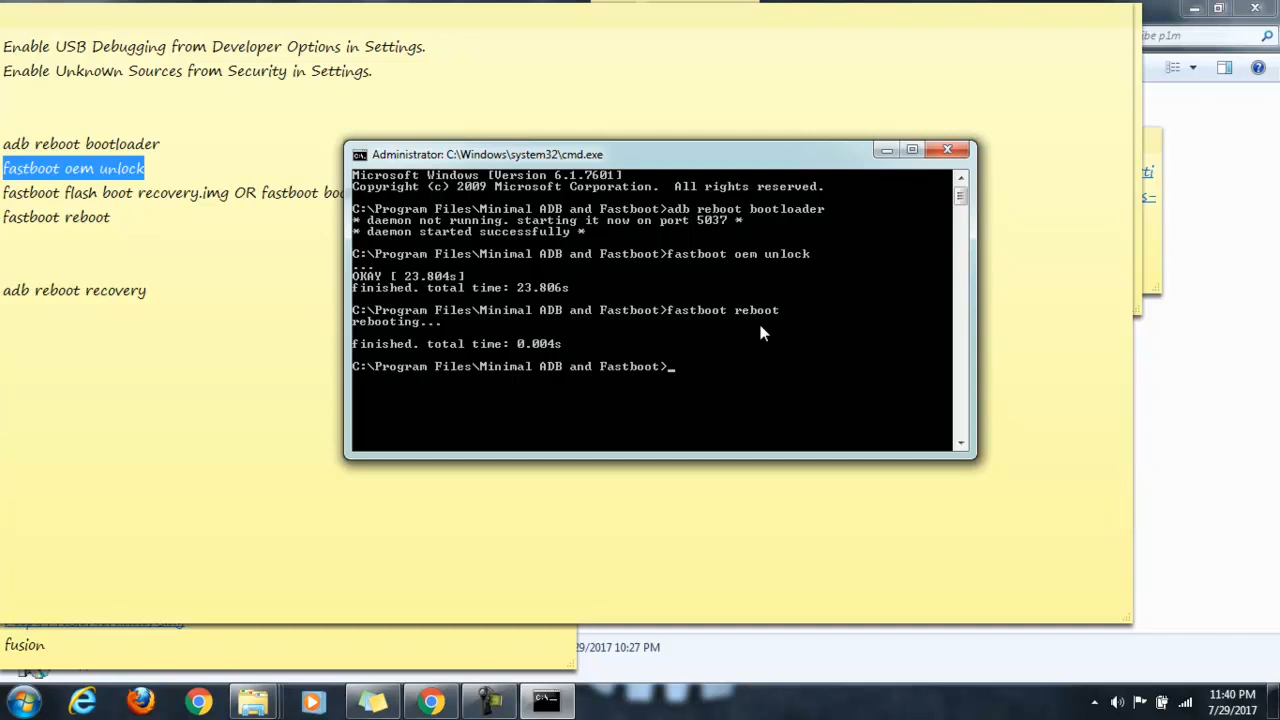 ibe p1m
Enable USB Debugging from Developer Options in Settings.
Enable Unknown Sources from Security in Settings.
adb reboot bootloader
fastboot oem unlock
fastboot flash boot recovery.img OR fastboot boo
fastboot reboot
adb reboot recovery
Administrator: C:\Windows\system32\cmd.exe
Microsoft Windows [Version 6.1.7601]
Copyright (c) 2009 Microsoft Corporation. All rights reserved.
C:\Program Files\Minimal ADB and Fastboot>adb reboot bootloader
* daemon not running. starting it now on port 5037 *
* daemon started successfully *
C:\Program Files\Minimal ADB and Fastboot>fastboot oem unlock
...
OKAY [ 23.804s]
finished. total time: 23.806s
C:\Program Files\Minimal ADB and Fastboot>fastboot reboot
rebooting...
finished. total time: 0.004s
C:\Program Files\Minimal ADB and Fastboot>_
rti
s-
fusion
29/2017 10:27 PM
11:40 PM
7/29/2017